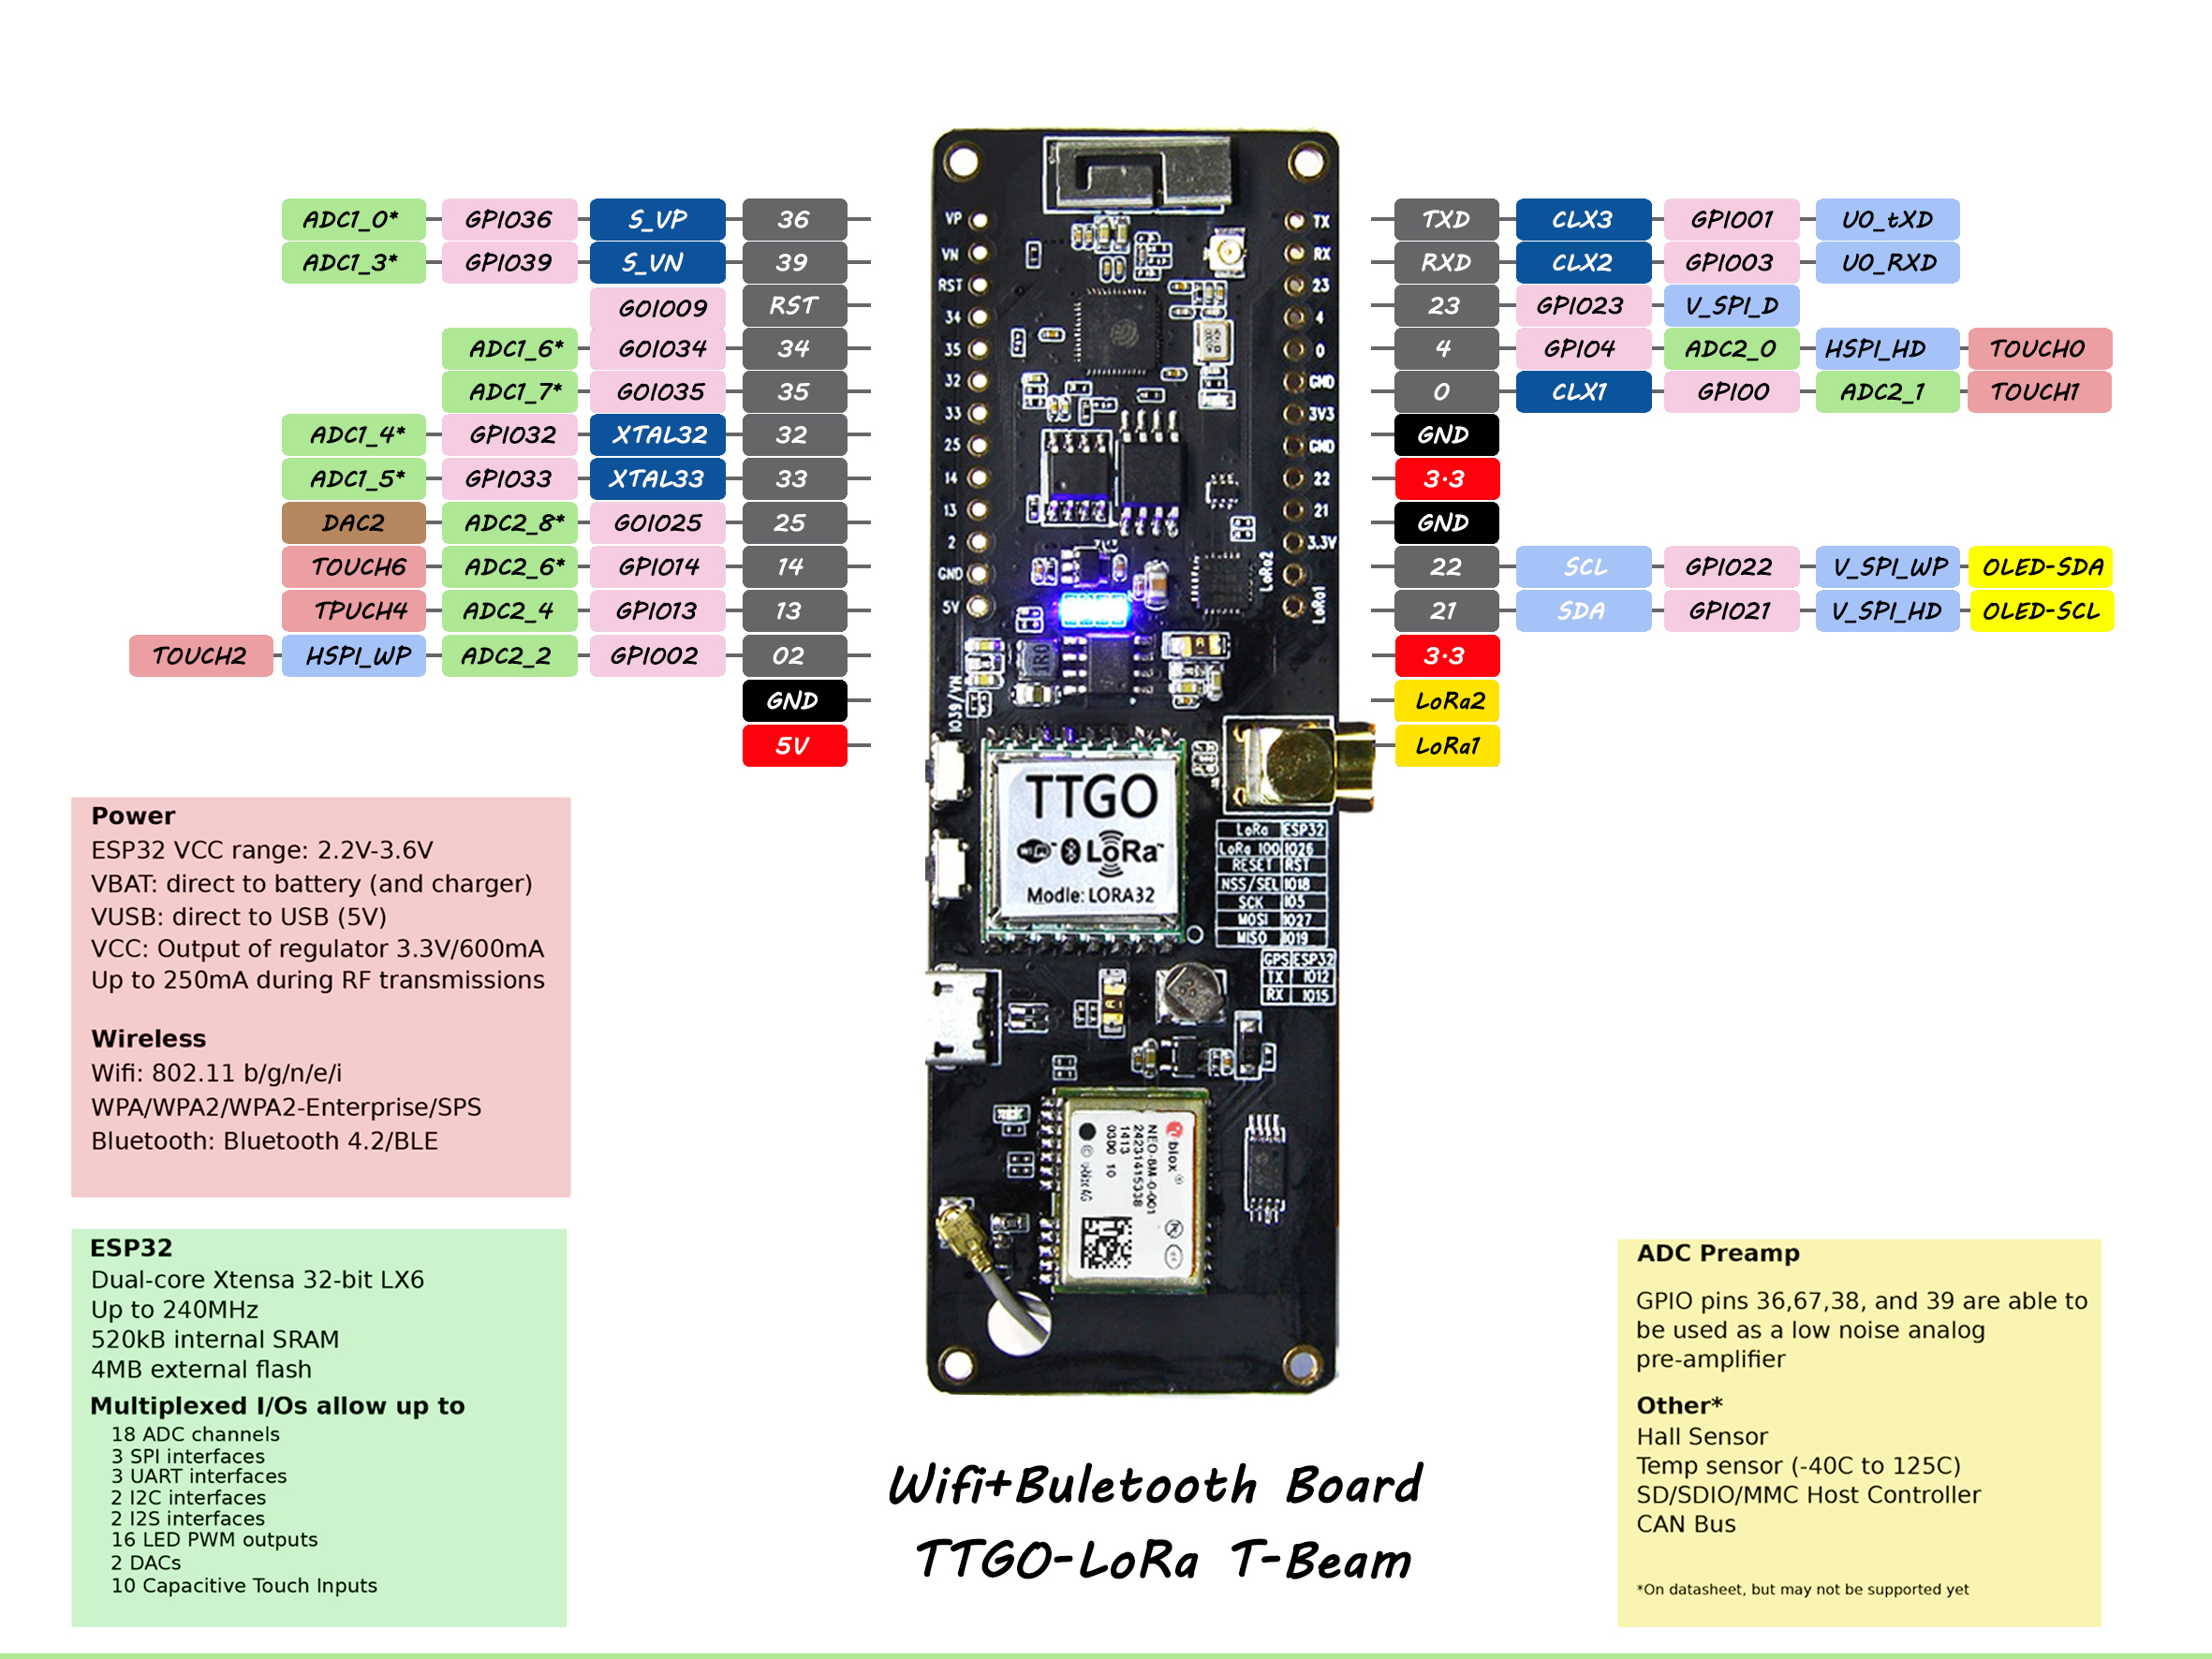 ADC1_0* GPIO36 S_VP 36
ADC1_3* GPIO39 S_VN 39
GOIO09 RST
ADC1_6* GOIO34 34
ADC1_7* GOIO35 35
ADC1_4* GPIO32 XTAL32 32
ADC1_5* GPIO33 XTAL33 33
DAC2 ADC2_8* GOIO25 25
TOUCH6 ADC2_6* GPIO14 14
TPUCH4 ADC2_4 GPIO13 13
TOUCH2 HSPI_WP ADC2_2 GPIO02 02
GND
5V
VP
VN
RST
34
35
32
33
25
14
13
2
GND
5V
IO39/VN
TX
RX
23
4
0
GND
3V3
GND
22
21
3.3V
LoRa2
LoRa1
1R0
TXD CLX3 GPIO01 UO_tXD
RXD CLX2 GPIO03 UO_RXD
23 GPIO23 V_SPI_D
4 GPIO4 ADC2_0 HSPI_HD TOUCH0
0 CLX1 GPIO0 ADC2_1 TOUCH1
GND
3.3
GND
22 SCL GPIO22 V_SPI_WP OLED-SDA
21 SDA GPIO21 V_SPI_HD OLED-SCL
3.3
LoRa2
LoRa1
TTGO
WiFi LoRa™
Modle: LORA32
LoRa ESP32
LoRa IO0 IO26
RESET RST
NSS/SEL IO18
SCK IO5
MOSI IO27
MISO IO19
GPS ESP32
TX IO12
RX IO15
blox®
NEO-6M-0-001
24231415338
1413
0300 10
Power
ESP32 VCC range: 2.2V-3.6V
VBAT: direct to battery (and charger)
VUSB: direct to USB (5V)
VCC: Output of regulator 3.3V/600mA
Up to 250mA during RF transmissions
Wireless
Wifi: 802.11 b/g/n/e/i
WPA/WPA2/WPA2-Enterprise/SPS
Bluetooth: Bluetooth 4.2/BLE
ESP32
Dual-core Xtensa 32-bit LX6
Up to 240MHz
520kB internal SRAM
4MB external flash
Multiplexed I/Os allow up to
18 ADC channels
3 SPI interfaces
3 UART interfaces
2 I2C interfaces
2 I2S interfaces
16 LED PWM outputs
2 DACs
10 Capacitive Touch Inputs
Wifi+Buletooth Board
TTGO-LoRa T-Beam
ADC Preamp
GPIO pins 36,67,38, and 39 are able to
be used as a low noise analog
pre-amplifier
Other*
Hall Sensor
Temp sensor (-40C to 125C)
SD/SDIO/MMC Host Controller
CAN Bus
*On datasheet, but may not be supported yet